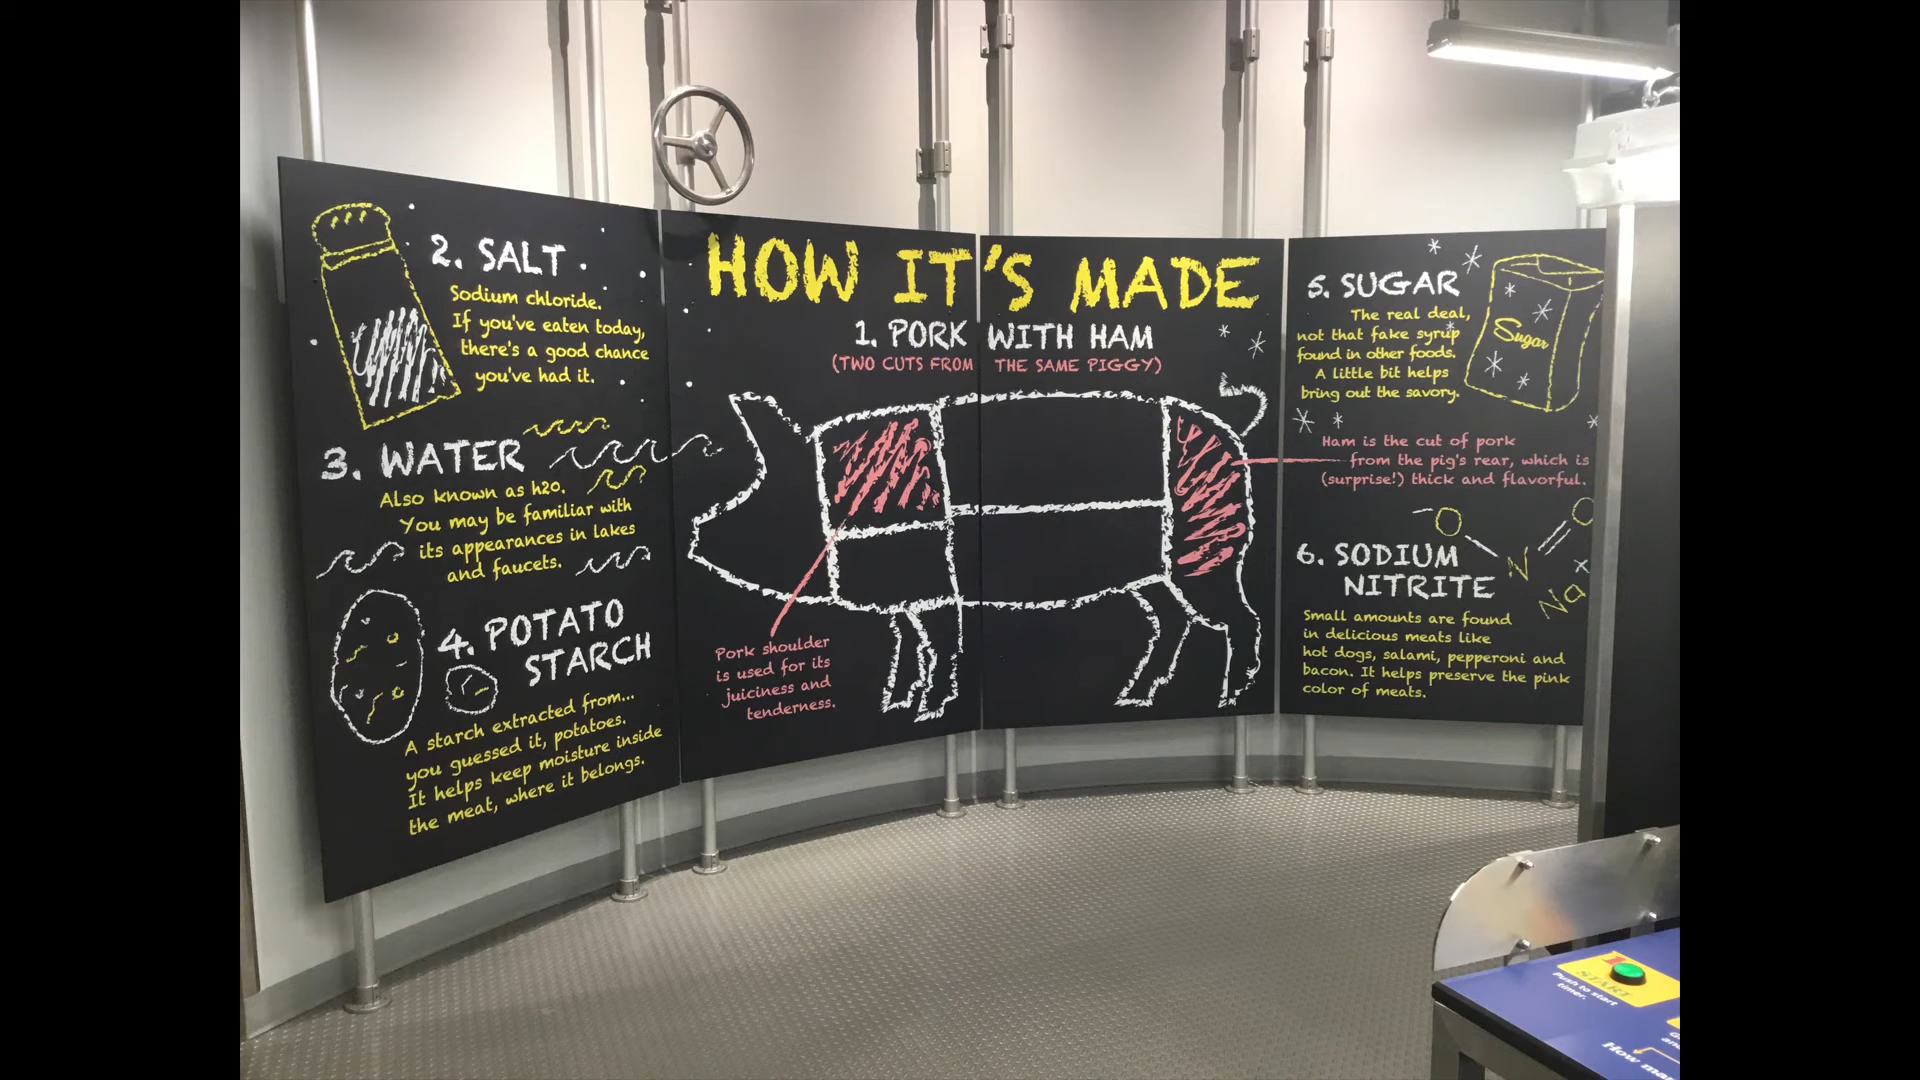 HOW IT'S MADE
1. PORK WITH HAM
(TWO CUTS FROM THE SAME PIGGY)
Pork shoulder
is used for its
juiciness and
tenderness.
Ham is the cut of pork
from the pig's rear, which is
(surprise!) thick and flavorful.
2. SALT
Sodium chloride.
If you've eaten today,
there's a good chance
you've had it.
3. WATER
Also known as h2o.
You may be familiar with
its appearances in lakes
and faucets.
4. POTATO
STARCH
A starch extracted from...
you guessed it, potatoes.
It helps keep moisture inside
the meat, where it belongs.
5. SUGAR
The real deal,
not that fake syrup
found in other foods.
A little bit helps
bring out the savory.
Sugar
6. SODIUM
NITRITE
Small amounts are found
in delicious meats like
hot dogs, salami, pepperoni and
bacon. It helps preserve the pink
color of meats.
O
N
O
Na
START
Push to start
timer.
How